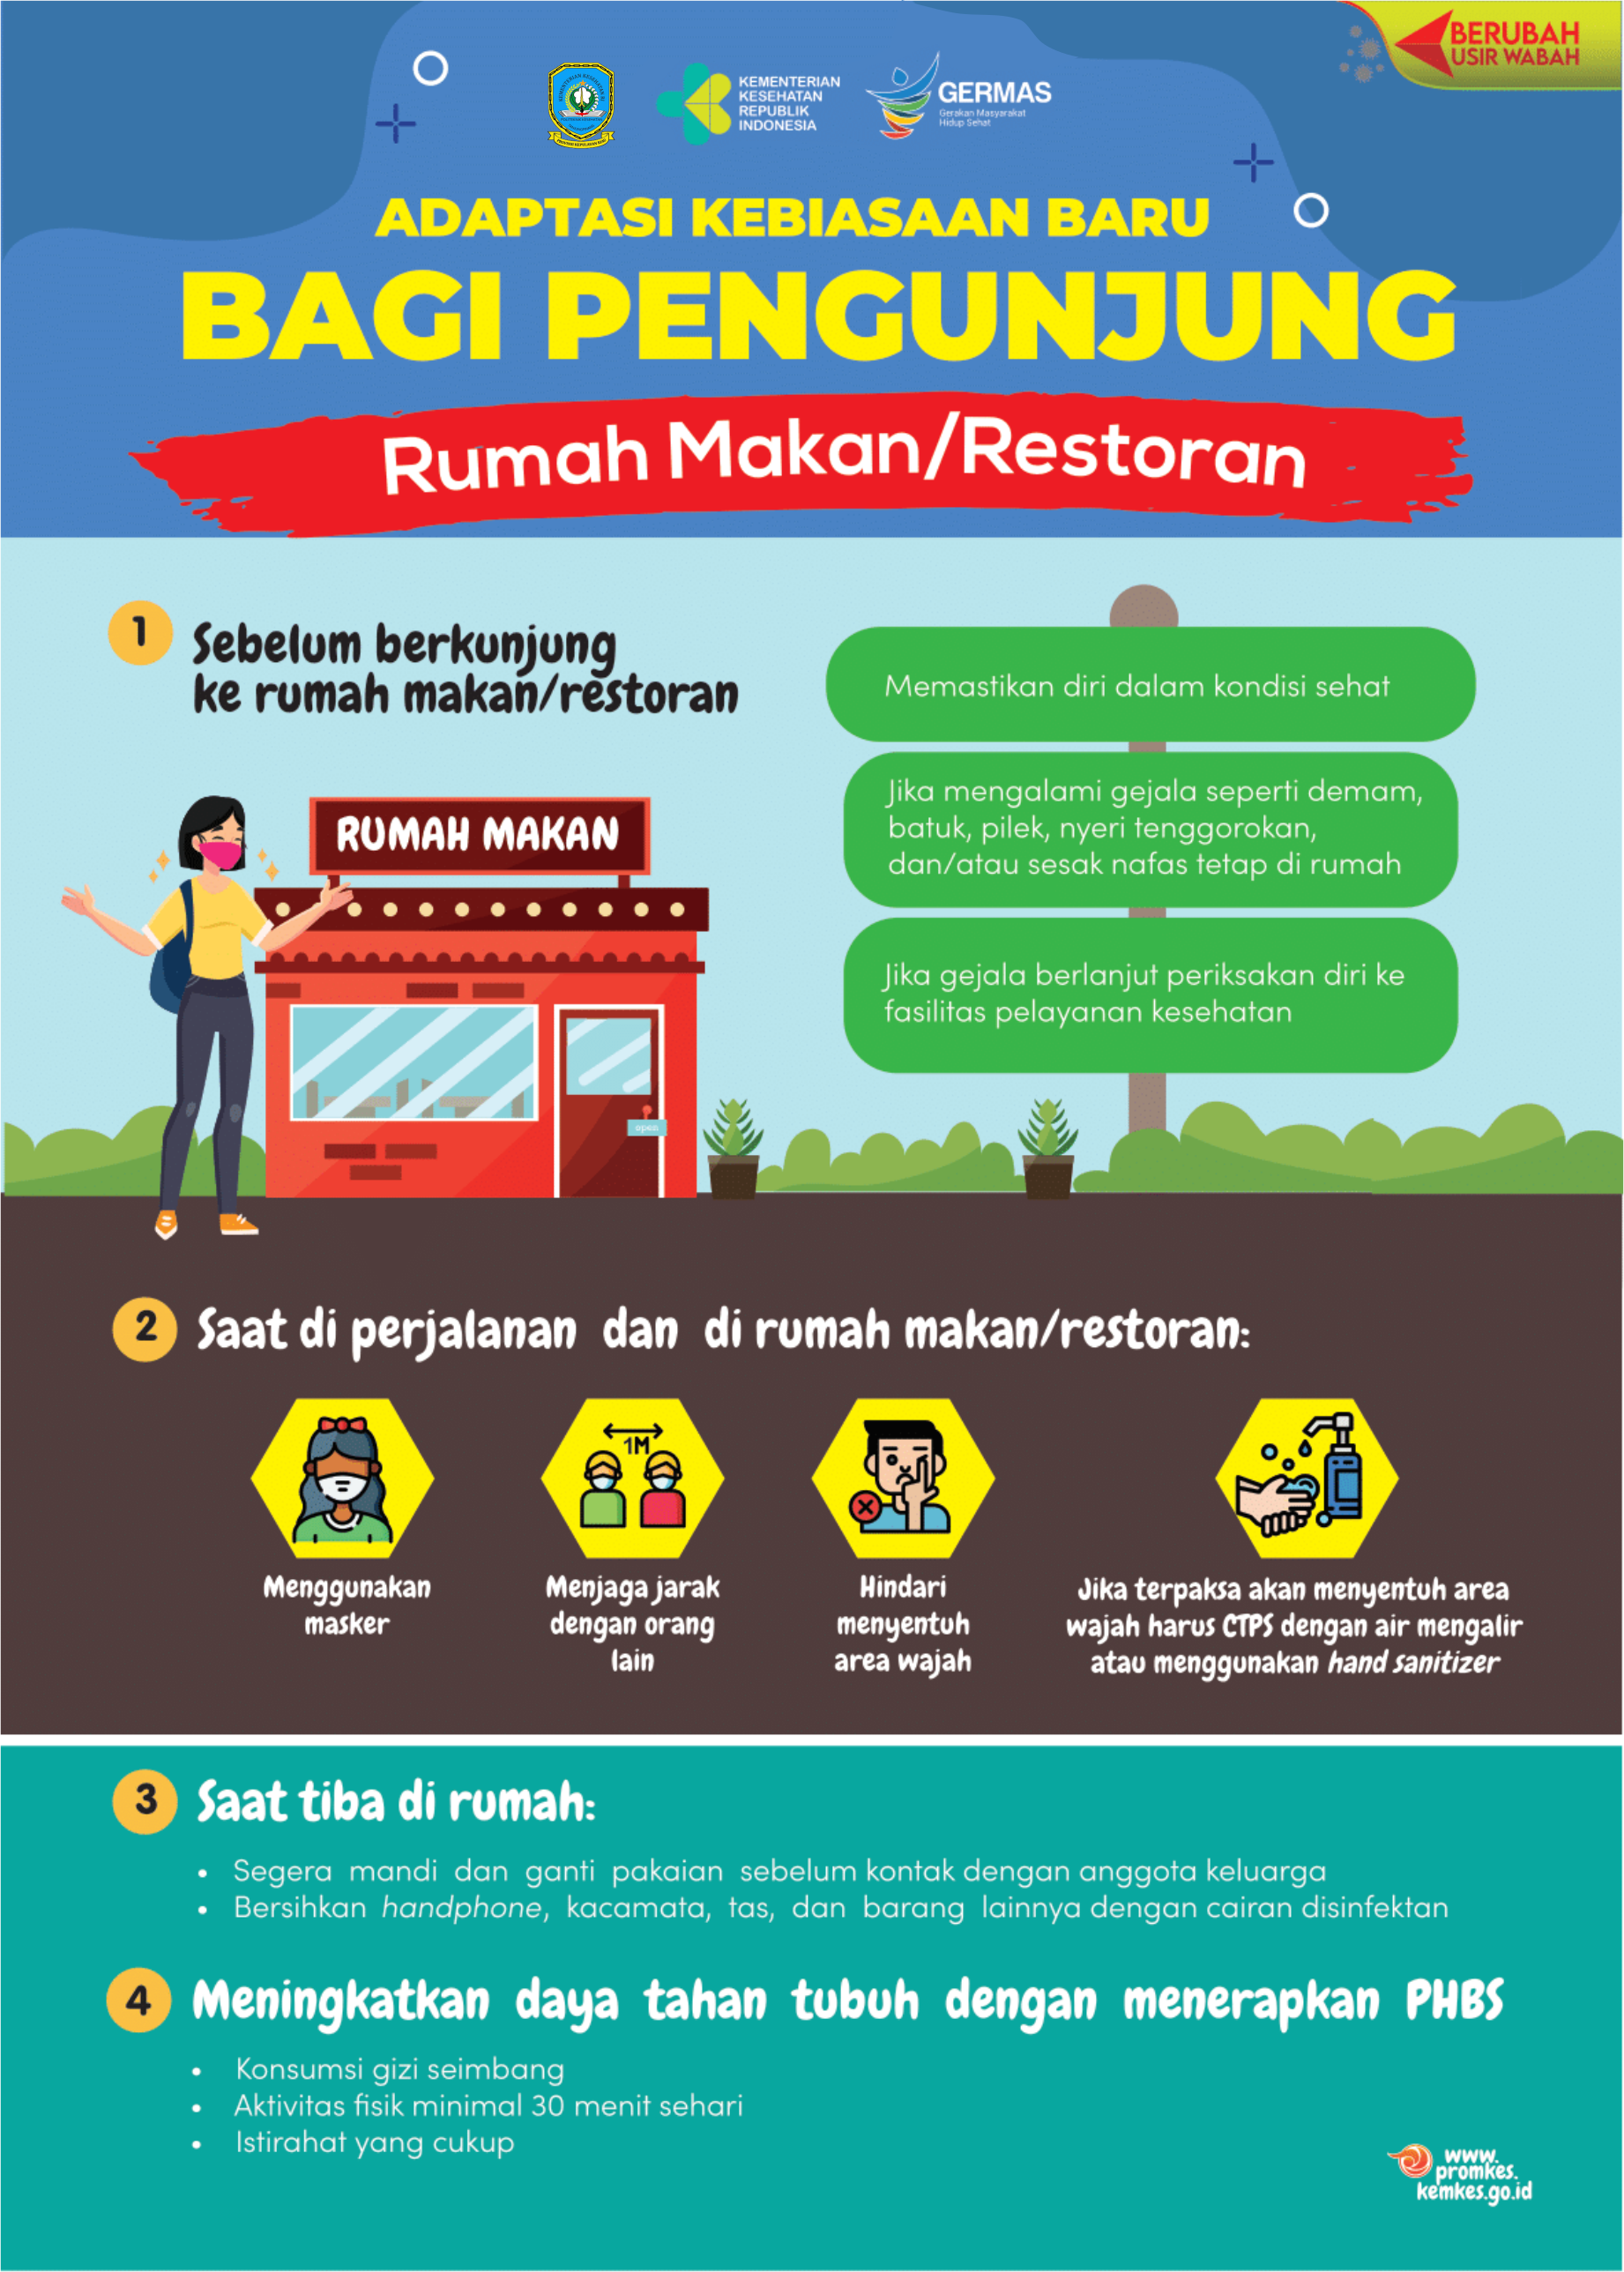 BERUBAH
USIR WABAH
KEMENTERIAN
KESEHATAN
REPUBLIK
INDONESIA
GERMAS
Gerakan Masyarakat
Hidup Sehat
ADAPTASI KEBIASAAN BARU
BAGI PENGUNJUNG
Rumah Makan/Restoran
1
Sebelum berkunjung
ke rumah makan/restoran
Memastikan diri dalam kondisi sehat
Jika mengalami gejala seperti demam,
batuk, pilek, nyeri tenggorokan,
dan/atau sesak nafas tetap di rumah
Jika gejala berlanjut periksakan diri ke
fasilitas pelayanan kesehatan
RUMAH MAKAN
open
2 Saat di perjalanan dan di rumah makan/restoran:
1M
Menggunakan
masker
Menjaga jarak
dengan orang
lain
Hindari
menyentuh
area wajah
Jika terpaksa akan menyentuh area
wajah harus CTPS dengan air mengalir
atau menggunakan hand sanitizer
3 Saat tiba di rumah:
• Segera mandi dan ganti pakaian sebelum kontak dengan anggota keluarga
• Bersihkan handphone, kacamata, tas, dan barang lainnya dengan cairan disinfektan
4 Meningkatkan daya tahan tubuh dengan menerapkan PHBS
• Konsumsi gizi seimbang
• Aktivitas fisik minimal 30 menit sehari
• Istirahat yang cukup
www.
promkes.
kemkes.go.id